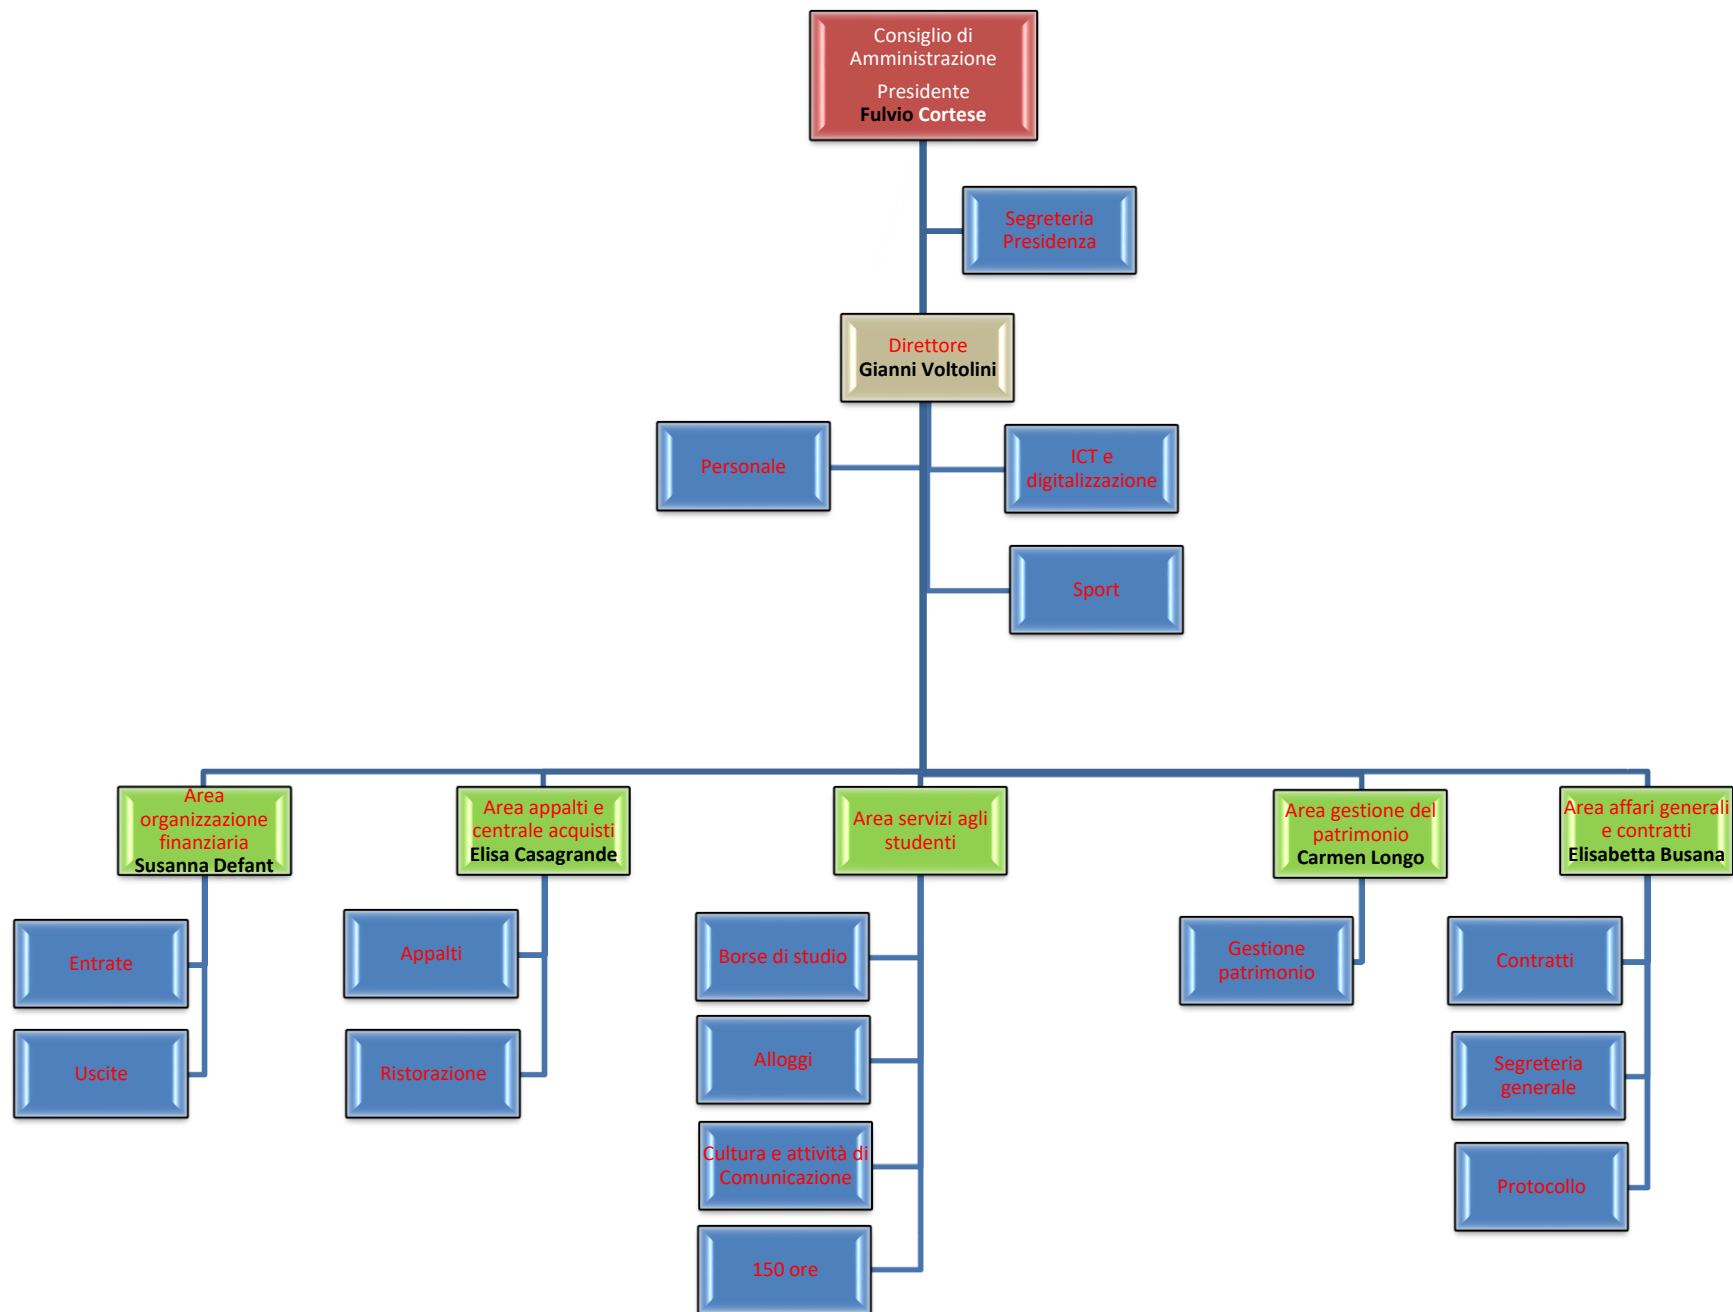 Consiglio di
Amministrazione
Presidente
Fulvio Cortese
Segreteria
Presidenza
Direttore
Gianni Voltolini
Personale
ICT e
digitalizzazione
Sport
Area
organizzazione
finanziaria
Susanna Defant
Area appalti e
centrale acquisti
Elisa Casagrande
Area servizi agli
studenti
Area gestione del
patrimonio
Carmen Longo
Area affari generali
e contratti
Elisabetta Busana
Entrate
Uscite
Appalti
Ristorazione
Borse di studio
Alloggi
Cultura e attività di
Comunicazione
150 ore
Gestione
patrimonio
Contratti
Segreteria
generale
Protocollo